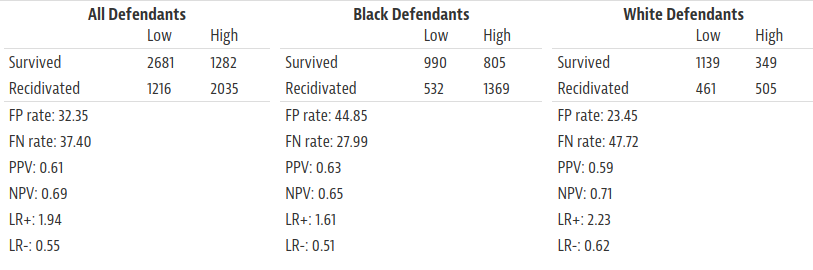 All Defendants Black Defendants White Defendants
Low High Low High Low High
Survived 2681 1282 Survived 990 805 Survived 1139 349
Recidivated 1216 2035 Recidivated 532 1369 Recidivated 461 505
FP rate: 32.35 FP rate: 44.85 FP rate: 23.45
FN rate: 37.40 FN rate: 27.99 FN rate: 47.72
PPV: 0.61 PPV: 0.63 PPV: 0.59
NPV: 0.69 NPV: 0.65 NPV: 0.71
LR+: 1.94 LR+: 1.61 LR+: 2.23
LR-: 0.55 LR-: 0.51 LR-: 0.62